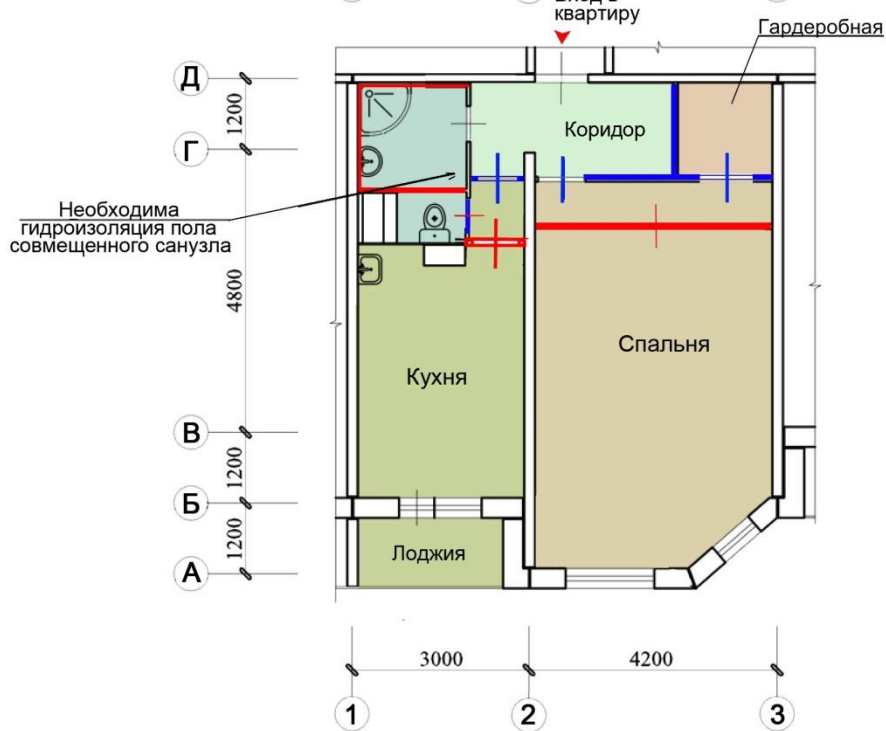 квартиру
Гардеробная
Д
1200
Коридор
Г
Необходима
гидроизоляция пола
совмещенного санузла
4800
Спальня
Кухня
В
1200
Б
1200
Лоджия
А
3000
4200
1
2
3